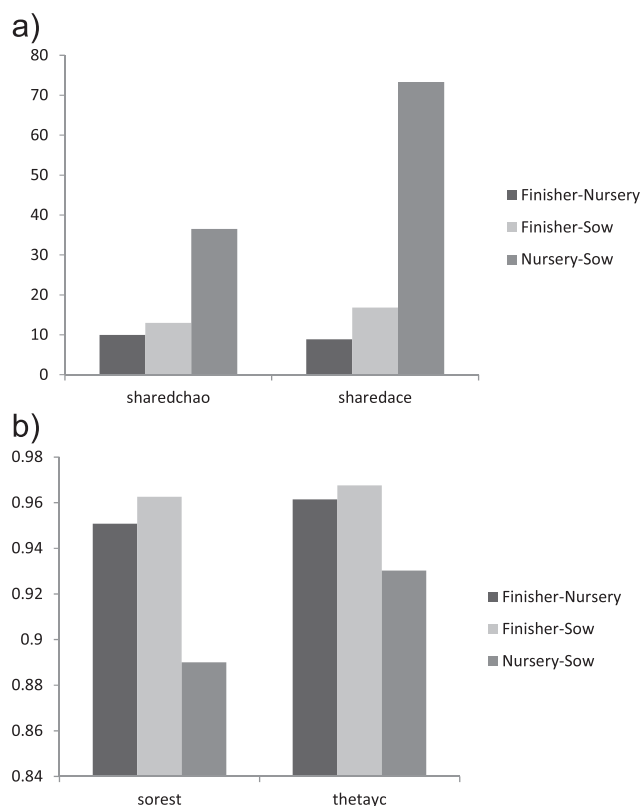 a)
80
70
60
50
40
30
20
10
0
sharedchao sharedace
Finisher-Nursery
Finisher-Sow
Nursery-Sow
b)
0.98
0.96
0.94
0.92
0.9
0.88
0.86
0.84
sorest thetayc
Finisher-Nursery
Finisher-Sow
Nursery-Sow